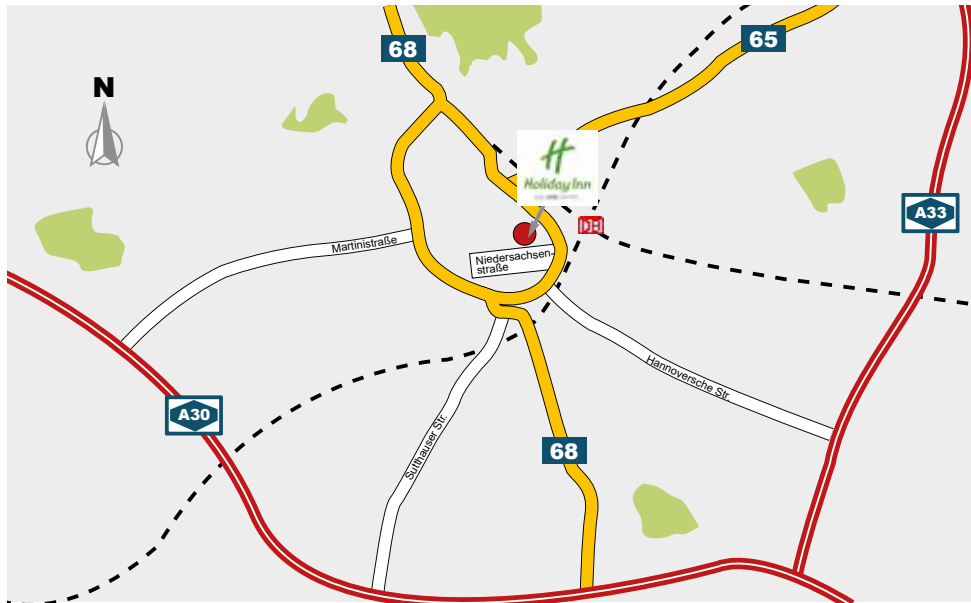 68
65
N
Holiday Inn
DB
A33
Martinistraße
Niedersachsen-
straße
Hannoversche Str.
A30
Sutthauser Str.
68